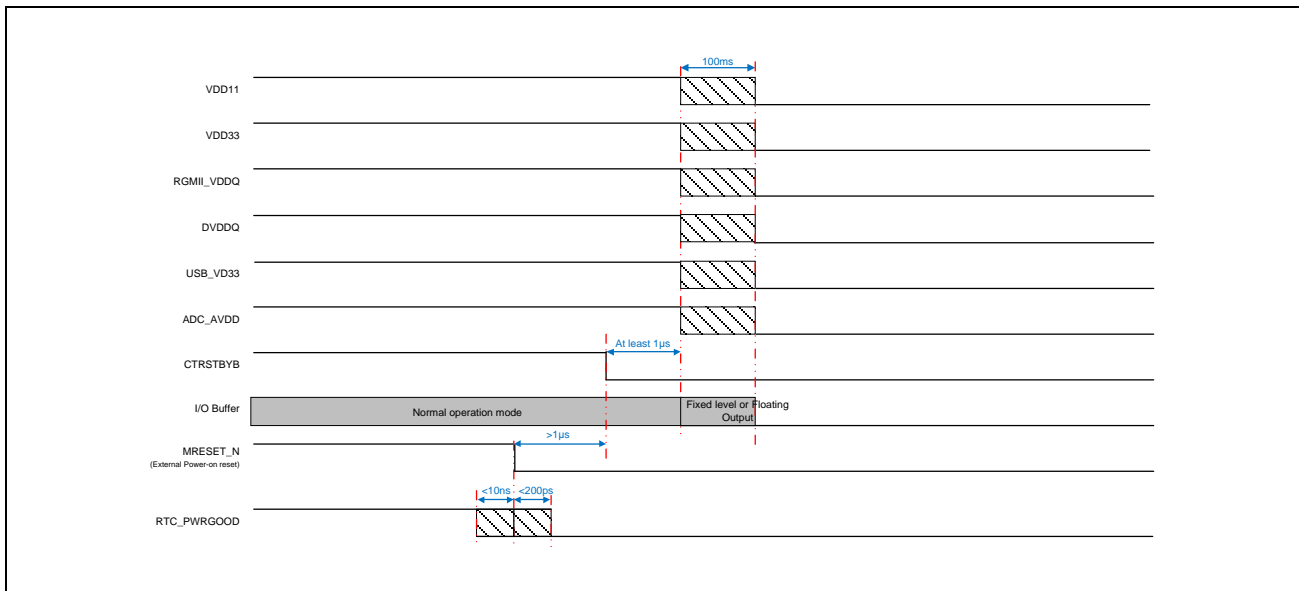 100ms
VDD11
VDD33
RGMII_VDDQ
DVDDQ
USB_VD33
ADC_AVDD
At least 1µs
CTRSTBYB
I/O Buffer
Normal operation mode
Fixed level or Floating
Output
>1µs
MRESET_N
(External Power-on reset)
<10ns
<200ps
RTC_PWRGOOD